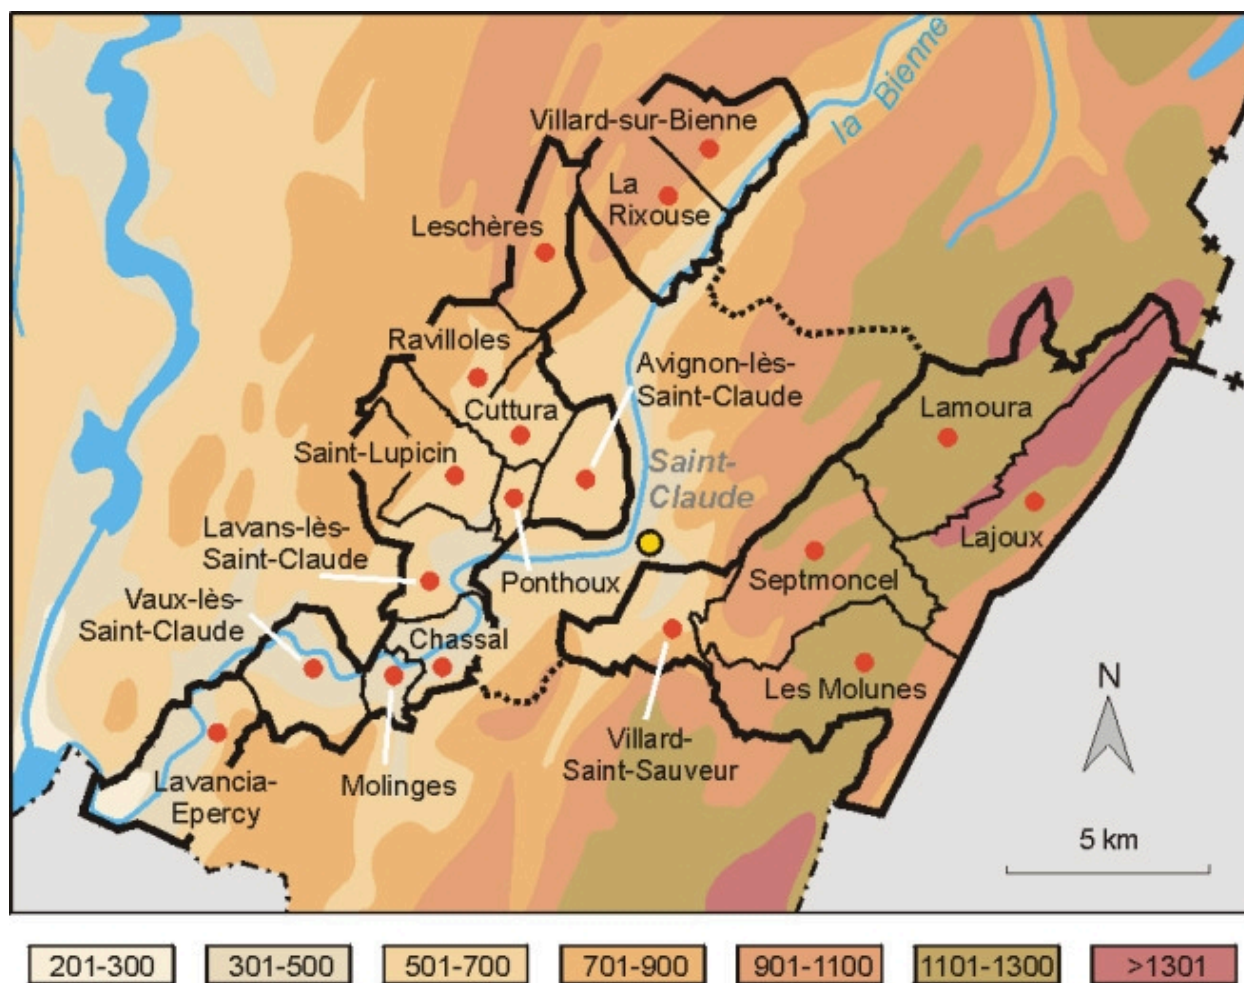 la Bienne
Villard-sur-Bienne
La
Rixouse
Leschères
Ravilloles
Avignon-lès-
Saint-Claude
Cuttura
Lamoura
Saint-Lupicin
Saint-
Claude
Lavans-lès-
Saint-Claude
Lajoux
Ponthoux
Septmoncel
Vaux-lès-
Saint-Claude
Chassal
Les Molunes
N
Villard-
Saint-Sauveur
Molinges
Lavancia-
Epercy
5 km
201-300
301-500
501-700
701-900
901-1100
1101-1300
>1301